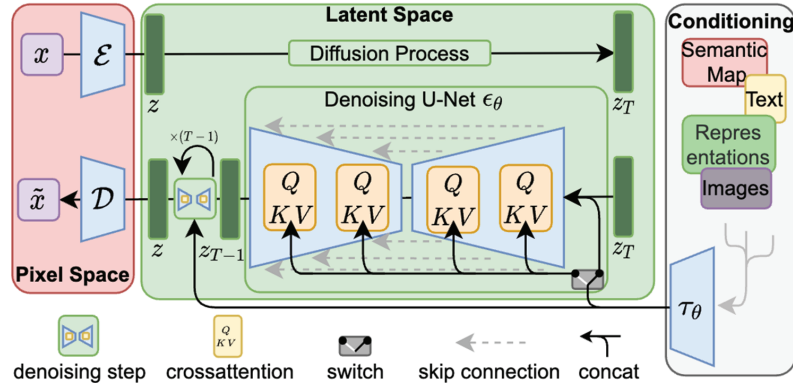 Latent Space
Conditioning
x
ℰ
Diffusion Process
Semantic
Map
z
z_T
Text
Denoising U-Net ϵ_θ
Repres
entations
×(T−1)
Images
Q
KV
Q
KV
Q
KV
Q
KV
x̃
𝒟
z
z_{T−1}
z_T
Pixel Space
τ_θ
Q
KV
denoising step
crossattention
switch
skip connection
concat